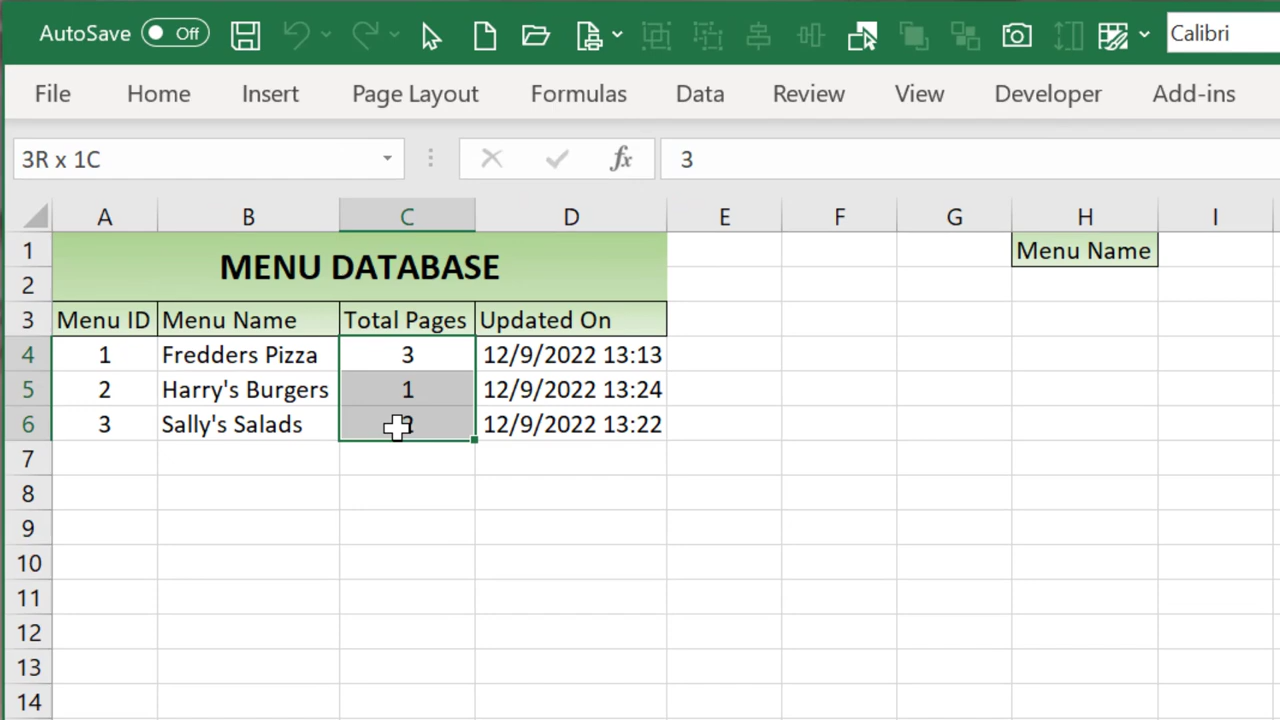 AutoSave Off Calibri
File Home Insert Page Layout Formulas Data Review View Developer Add-ins
3R x 1C fx 3
A B C D E F G H I
1 MENU DATABASE Menu Name
2
3 Menu ID Menu Name Total Pages Updated On
4 1 Fredders Pizza 3 12/9/2022 13:13
5 2 Harry's Burgers 1 12/9/2022 13:24
6 3 Sally's Salads 12/9/2022 13:22
7
8
9
10
11
12
13
14